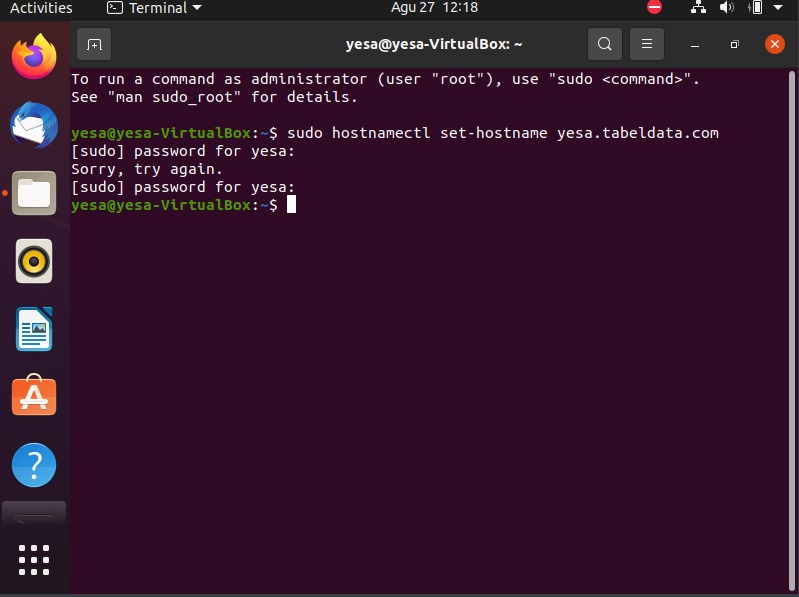 Activities
Terminal
Agu 27 12:18
yesa@yesa-VirtualBox: ~
To run a command as administrator (user "root"), use "sudo <command>".
See "man sudo_root" for details.
yesa@yesa-VirtualBox:~$ sudo hostnamectl set-hostname yesa.tabeldata.com
[sudo] password for yesa:
Sorry, try again.
[sudo] password for yesa:
yesa@yesa-VirtualBox:~$